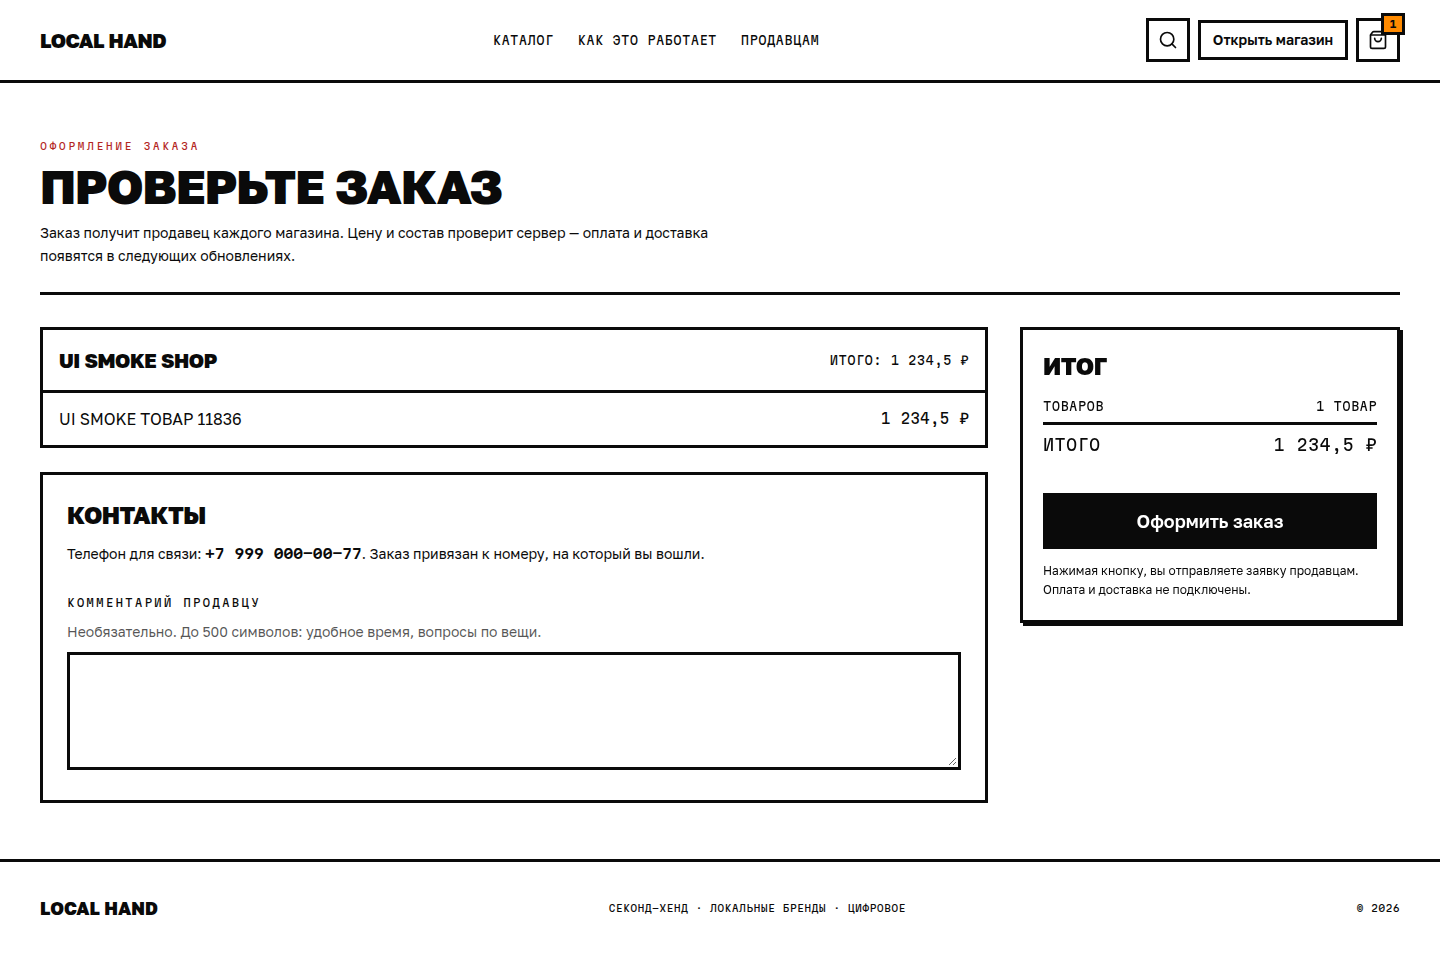 LOCAL HAND
КАТАЛОГ
КАК ЭТО РАБОТАЕТ
ПРОДАВЦАМ
Открыть магазин
1
ОФОРМЛЕНИЕ ЗАКАЗА
ПРОВЕРЬТЕ ЗАКАЗ
Заказ получит продавец каждого магазина. Цену и состав проверит сервер — оплата и доставка
появятся в следующих обновлениях.
UI SMOKE SHOP
ИТОГО: 1 234,5 ₽
UI SMOKE ТОВАР 11836
1 234,5 ₽
КОНТАКТЫ
Телефон для связи: +7 999 000-00-77. Заказ привязан к номеру, на который вы вошли.
КОММЕНТАРИЙ ПРОДАВЦУ
Необязательно. До 500 символов: удобное время, вопросы по вещи.
ИТОГ
ТОВАРОВ
1 ТОВАР
ИТОГО
1 234,5 ₽
Оформить заказ
Нажимая кнопку, вы отправляете заявку продавцам.
Оплата и доставка не подключены.
LOCAL HAND
СЕКОНД-ХЕНД · ЛОКАЛЬНЫЕ БРЕНДЫ · ЦИФРОВОЕ
© 2026